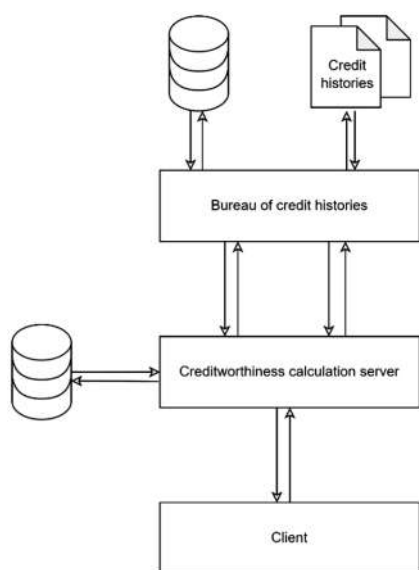 Credit
histories
Bureau of credit histories
Creditworthiness calculation server
Client